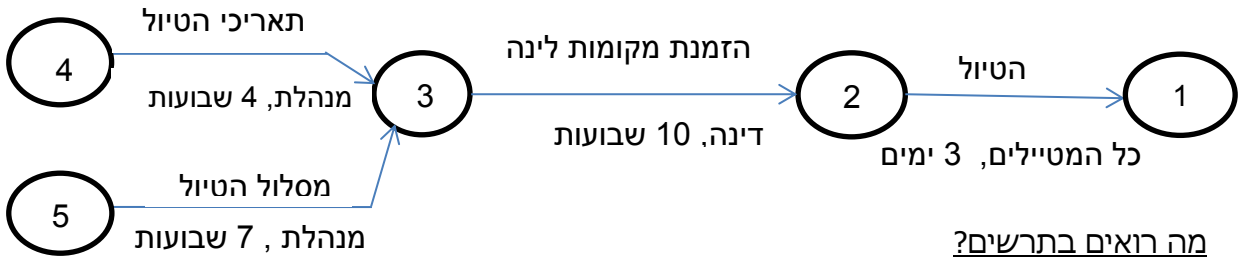 תאריכי הטיול
4
מנהלת, 4 שבועות
3
הזמנת מקומות לינה
דינה, 10 שבועות
2
הטיול
כל המטיילים, 3 ימים
1
מסלול הטיול
5
מנהלת , 7 שבועות
מה רואים בתרשים?